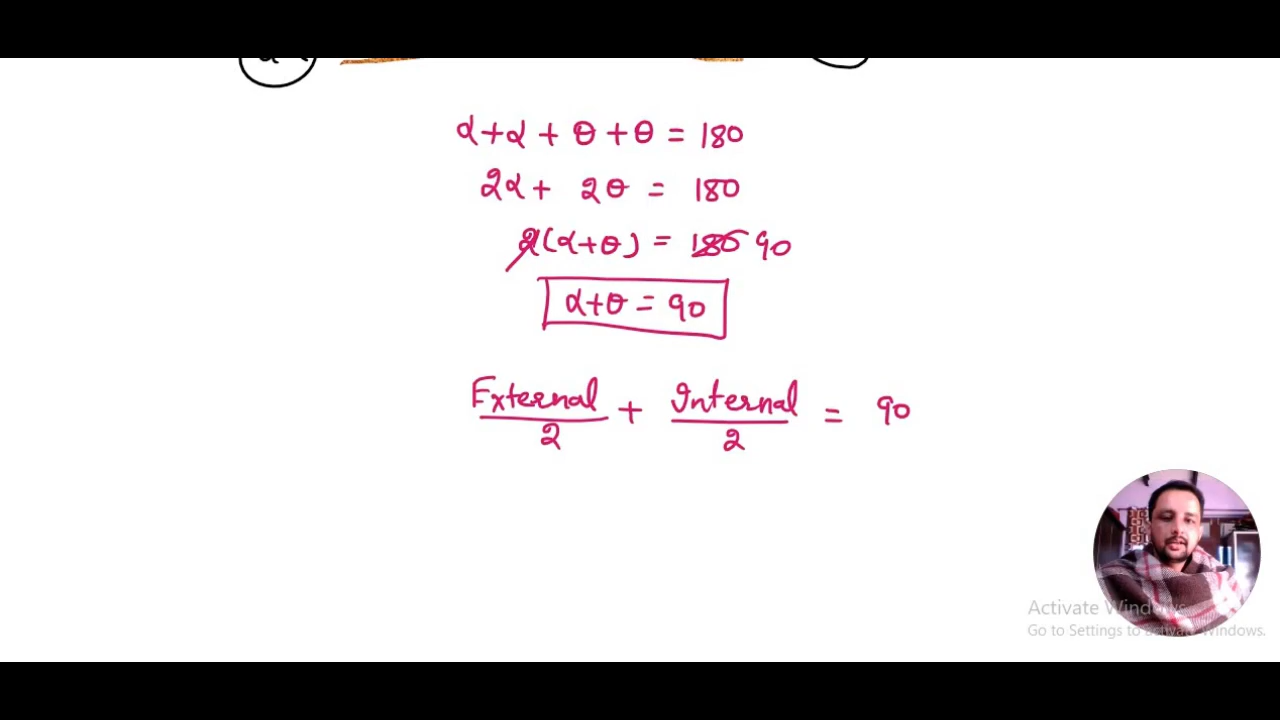 α+α + θ + θ = 180
2α + 2θ = 180
2(α+θ) = 180 90
α+θ = 90
External/2 + Internal/2 = 90
Activate Windows
Go to Settings to activate Windows.